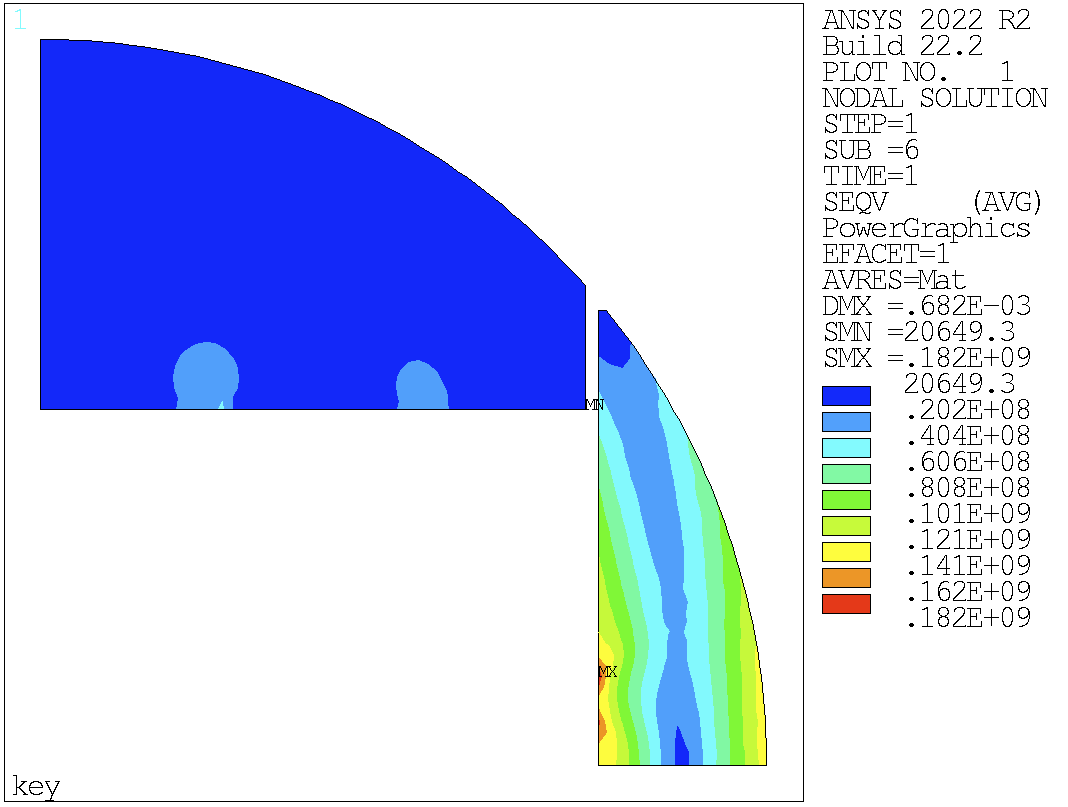 1
ANSYS 2022 R2
Build 22.2
PLOT NO.   1
NODAL SOLUTION
STEP=1
SUB =6
TIME=1
SEQV     (AVG)
PowerGraphics
EFACET=1
AVRES=Mat
DMX =.682E-03
SMN =20649.3
SMX =.182E+09
20649.3
.202E+08
.404E+08
.606E+08
.808E+08
.101E+09
.121E+09
.141E+09
.162E+09
.182E+09
MN
MX
key